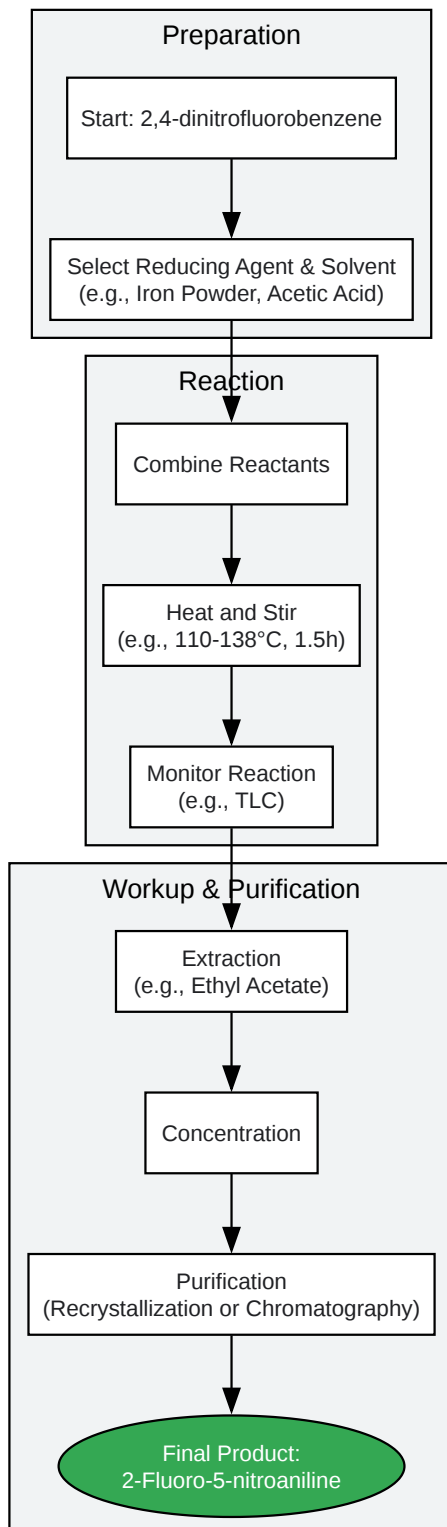 Preparation
Start: 2,4-dinitrofluorobenzene
Select Reducing Agent & Solvent
(e.g., Iron Powder, Acetic Acid)
Reaction
Combine Reactants
Heat and Stir
(e.g., 110-138°C, 1.5h)
Monitor Reaction
(e.g., TLC)
Workup & Purification
Extraction
(e.g., Ethyl Acetate)
Concentration
Purification
(Recrystallization or Chromatography)
Final Product:
2-Fluoro-5-nitroaniline